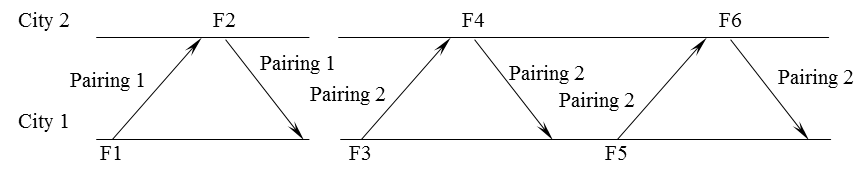 City 2 F2 F4 F6
Pairing 1 Pairing 1 Pairing 2 Pairing 2 Pairing 2 Pairing 2
City 1
F1 F3 F5